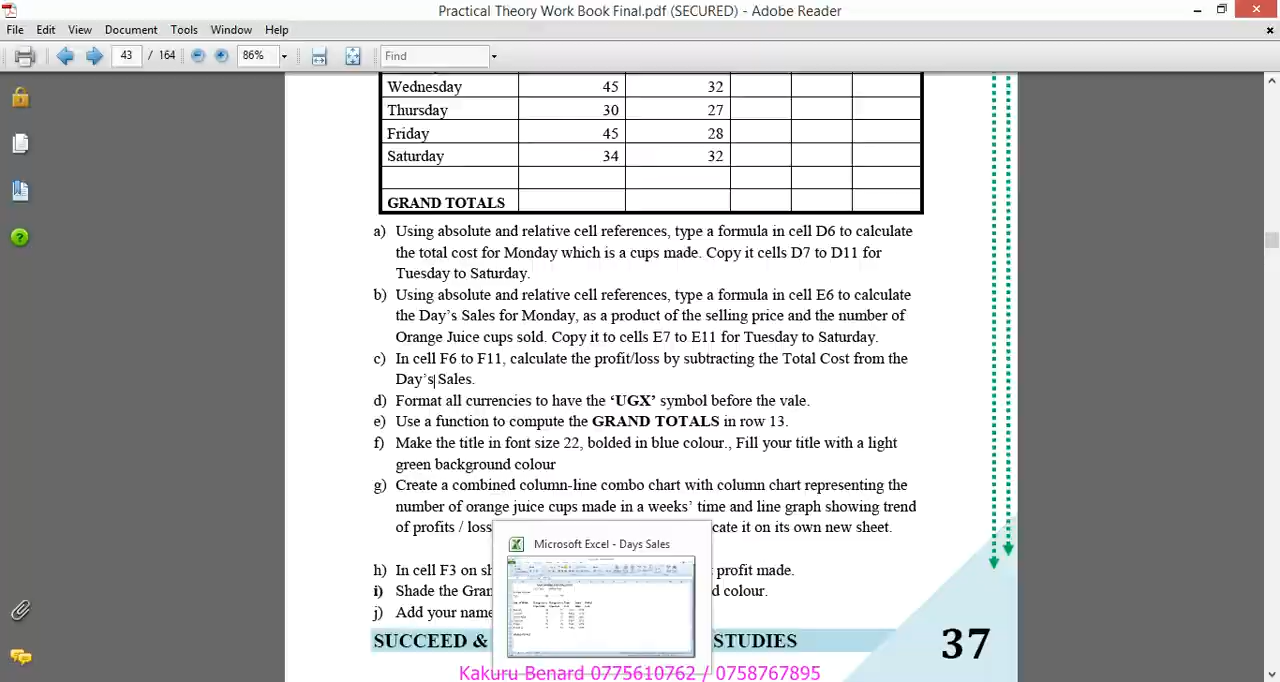 Practical Theory Work Book Final.pdf (SECURED) - Adobe Reader
File Edit View Document Tools Window Help
43 / 164 86% Find
Wednesday 45 32
Thursday 30 27
Friday 45 28
Saturday 34 32
GRAND TOTALS
a) Using absolute and relative cell references, type a formula in cell D6 to calculate
the total cost for Monday which is a cups made. Copy it cells D7 to D11 for
Tuesday to Saturday.
b) Using absolute and relative cell references, type a formula in cell E6 to calculate
the Day's Sales for Monday, as a product of the selling price and the number of
Orange Juice cups sold. Copy it to cells E7 to E11 for Tuesday to Saturday.
c) In cell F6 to F11, calculate the profit/loss by subtracting the Total Cost from the
Day's Sales.
d) Format all currencies to have the ‘UGX’ symbol before the vale.
e) Use a function to compute the GRAND TOTALS in row 13.
f) Make the title in font size 22, bolded in blue colour., Fill your title with a light
green background colour
g) Create a combined column-line combo chart with column chart representing the
number of orange juice cups made in a weeks’ time and line graph showing trend
of profits / loss cate it on its own new sheet.
Microsoft Excel - Days Sales
h) In cell F3 on sh profit made.
i) Shade the Gran d colour.
j) Add your name
SUCCEED & STUDIES 37
Kakuru Benard 0775610762 / 0758767895